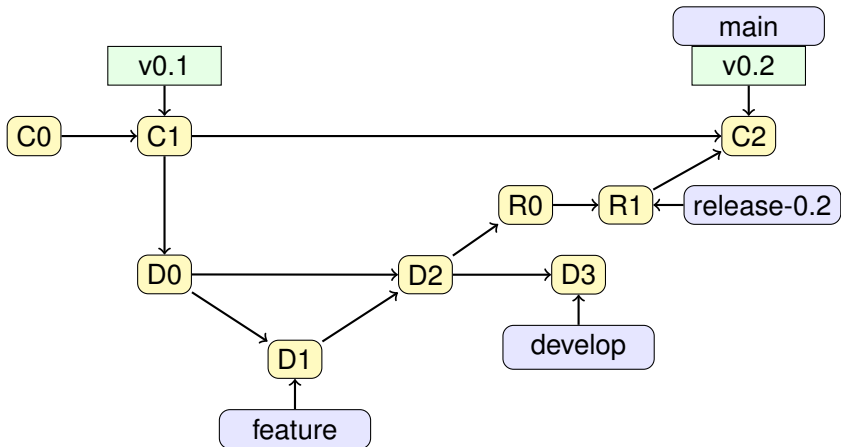 main
v0.1
v0.2
C0
C1
C2
R0
R1
release-0.2
D0
D2
D3
develop
D1
feature